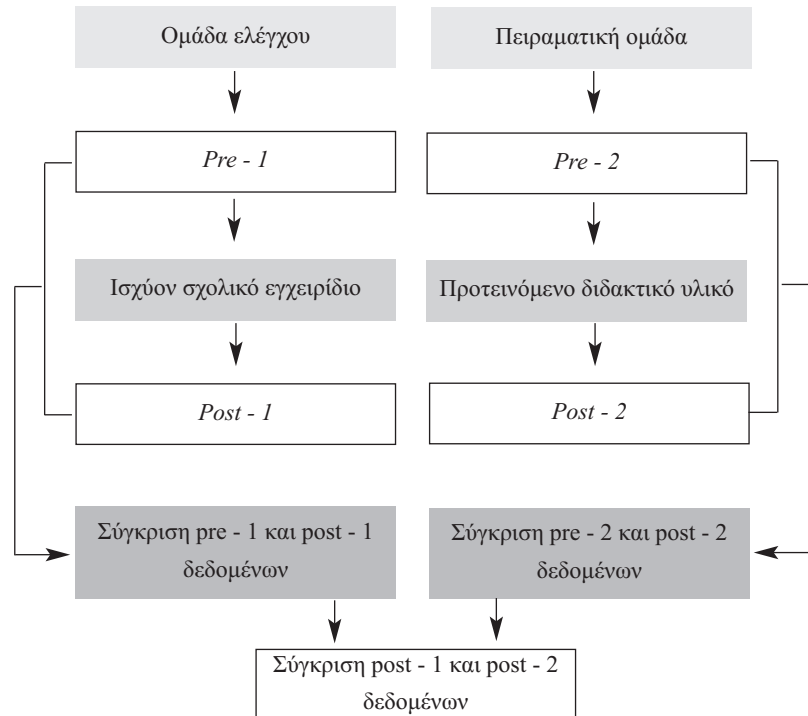 Ομάδα ελέγχου
Πειραματική ομάδα
Pre - 1
Pre - 2
Ισχύον σχολικό εγχειρίδιο
Προτεινόμενο διδακτικό υλικό
Post - 1
Post - 2
Σύγκριση pre - 1 και post - 1
δεδομένων
Σύγκριση pre - 2 και post - 2
δεδομένων
Σύγκριση post - 1 και post - 2
δεδομένων